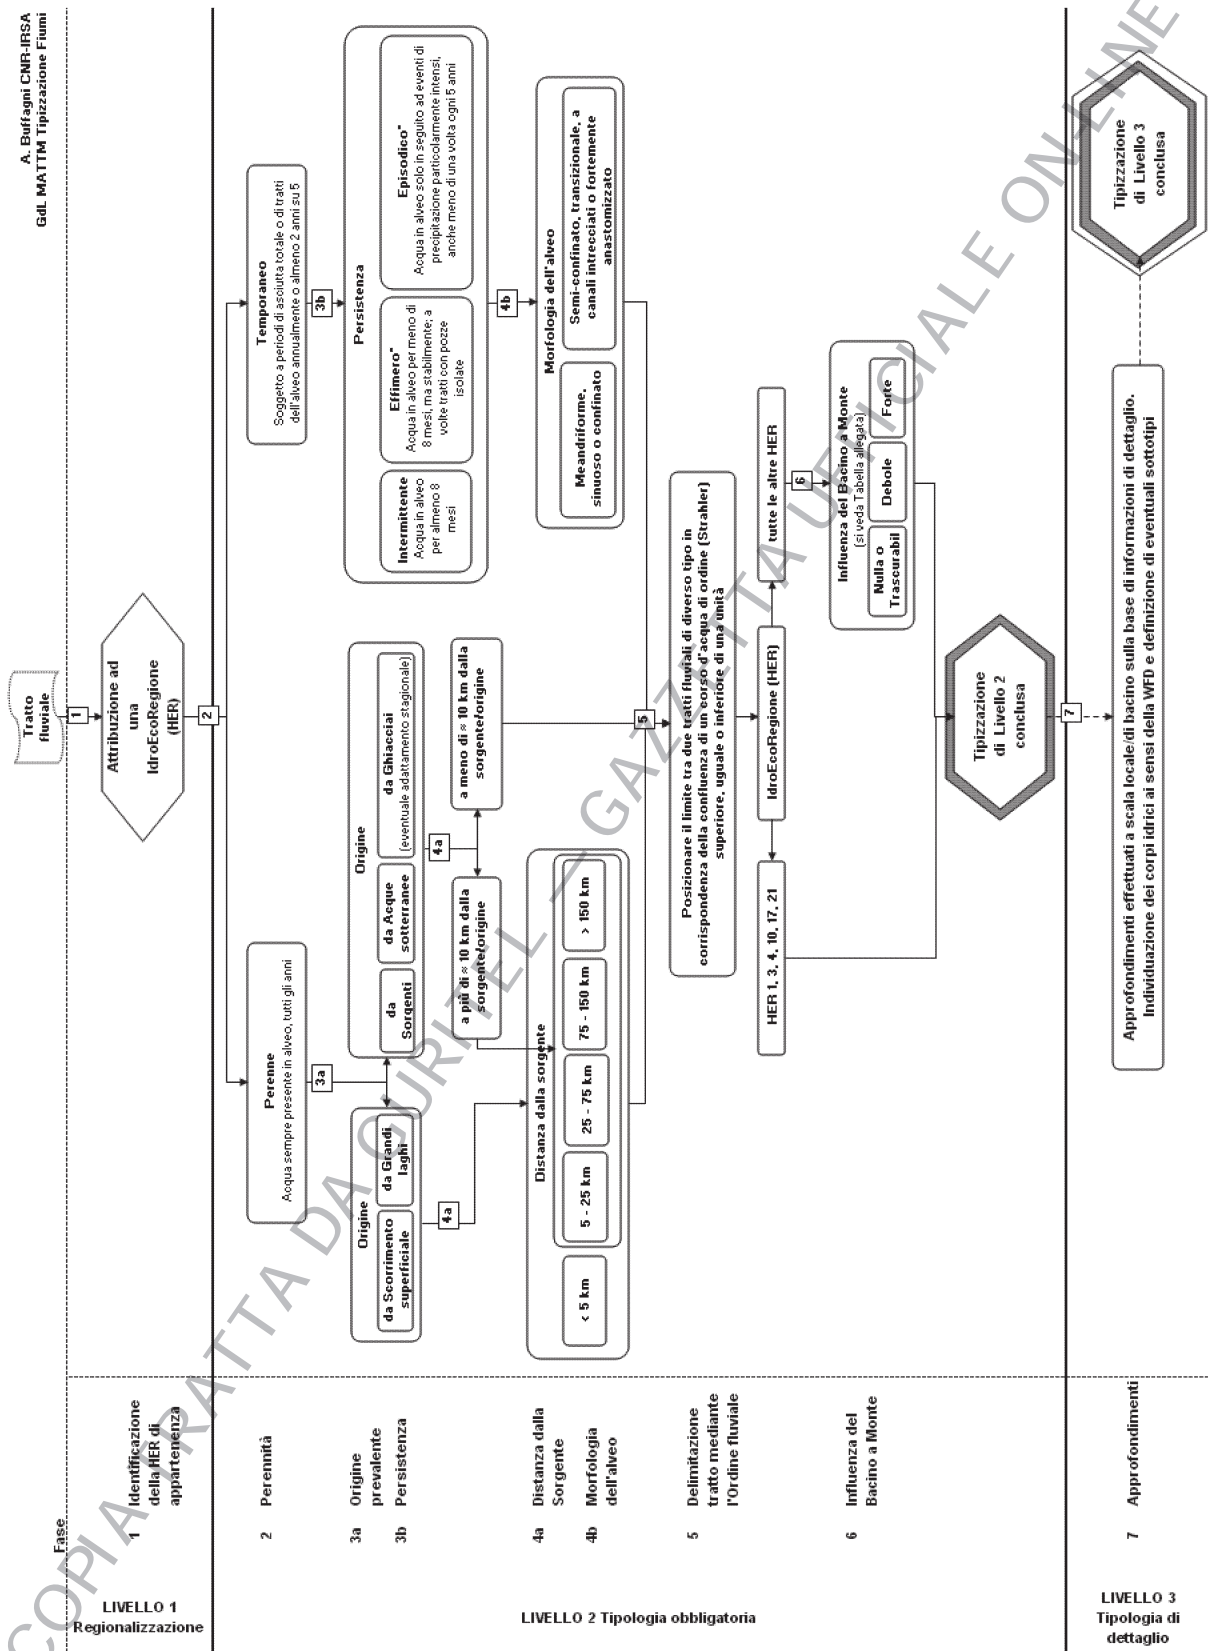 A. Buffagni CNR-IRSA
GdL MATTM Tipizzazione Fiumi
Fase
LIVELLO 1
Regionalizzazione
1 Identificazione
della HER di
appartenenza
Tratto
fluviale
1
Attribuzione ad
una
IdroEcoRegione
(HER)
2
LIVELLO 2 Tipologia obbligatoria
2 Perennità
Perenne
Acqua sempre presente in alveo, tutti gli anni
Temporaneo
Soggetto a periodi di asciutta totale o di tratti
dell'alveo annualmente o almeno 2 anni su 5
3a
3b
3a Origine
prevalente
3b Persistenza
Origine
da Scorrimento
superficiale
da Grandi
laghi
Origine
da
Sorgenti
da Acque
sotterranee
da Ghiacciai
(eventuale adattamento stagionale)
Persistenza
Intermittente
Acqua in alveo
per almeno 8
mesi
Effimero"
Acqua in alveo per meno di
8 mesi, ma stabilmente; a
volte tratti con pozze
isolate
Episodico"
Acqua in alveo solo in seguito ad eventi di
precipitazione particolarmente intensi,
anche meno di una volta ogni 5 anni
4a
4a
4b
a più di ≈ 10 km dalla
sorgente/origine
a meno di ≈ 10 km dalla
sorgente/origine
4a Distanza dalla
Sorgente
4b Morfologia
dell'alveo
Distanza dalla sorgente
< 5 km
5 - 25 km
25 - 75 km
75 - 150 km
> 150 km
Morfologia dell'alveo
Meandriforme,
sinuoso o confinato
Semi-confinato, transizionale, a
canali intrecciati o fortemente
anastomizzato
5
5 Delimitazione
tratto mediante
l'Ordine fluviale
Posizionare il limite tra due tratti fluviali di diverso tipo in
corrispondenza della confluenza di un corso d'acqua di ordine (Strahler)
superiore, uguale o inferiore di una unità
HER 1, 3, 4, 10, 17, 21
IdroEcoRegione (HER)
tutte le altre HER
6
6 Influenza del
Bacino a Monte
Influenza del Bacino a Monte
(si veda Tabella allegata)
Nulla o
Trascurabil
Debole
Forte
Tipizzazione
di Livello 2
conclusa
7
LIVELLO 3
Tipologia di
dettaglio
7 Approfondimenti
Approfondimenti effettuati a scala locale/di bacino sulla base di informazioni di dettaglio.
Individuazione dei corpi idrici ai sensi della WFD e definizione di eventuali sottotipi
Tipizzazione
di Livello 3
conclusa
COPIA TRATTA DA GURITEL — GAZZETTA UFFICIALE ON-LINE